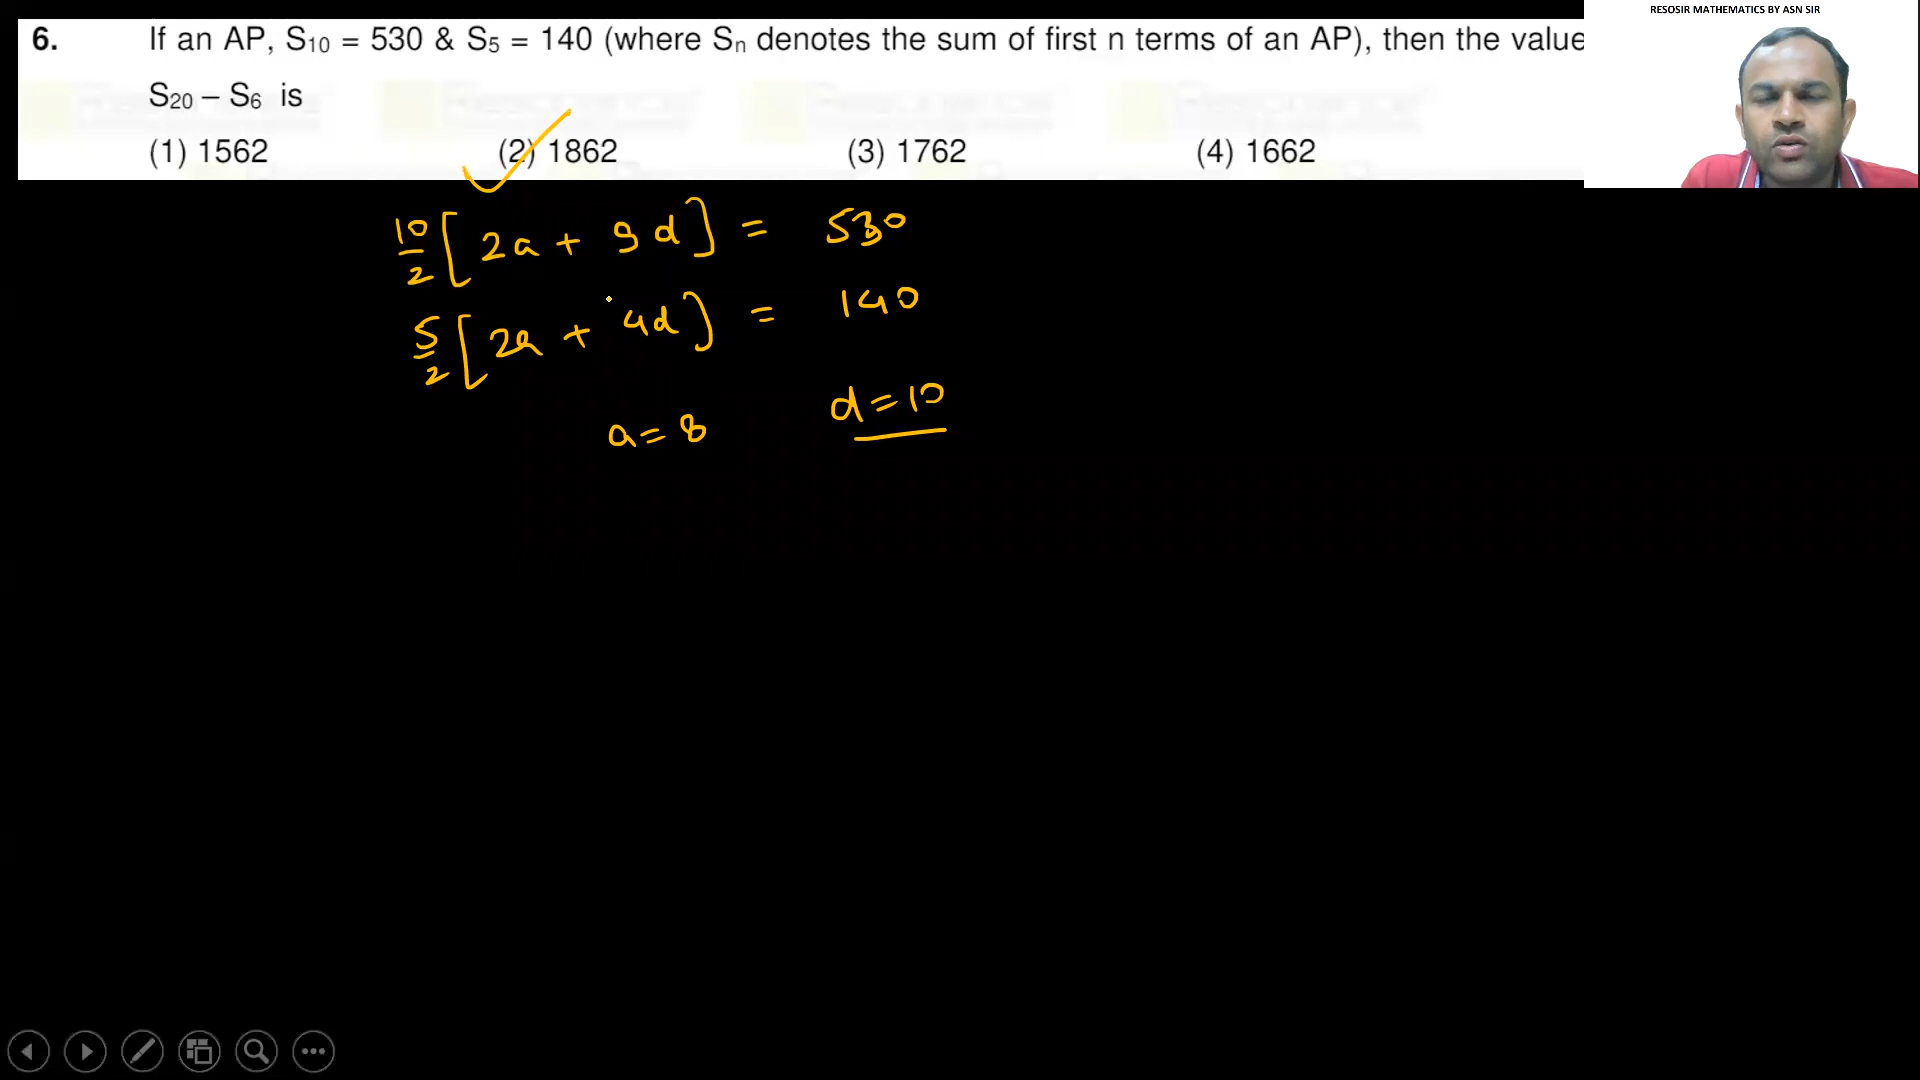 RESOSIR MATHEMATICS BY ASN SIR
6. If an AP, S₁₀ = 530 & S₅ = 140 (where Sₙ denotes the sum of first n terms of an AP), then the value
S₂₀ – S₆ is
(1) 1562 (2) 1862 (3) 1762 (4) 1662
10/2 [2a + 9d] = 530
5/2 [2a + 4d] = 140
a = 8 d = 10